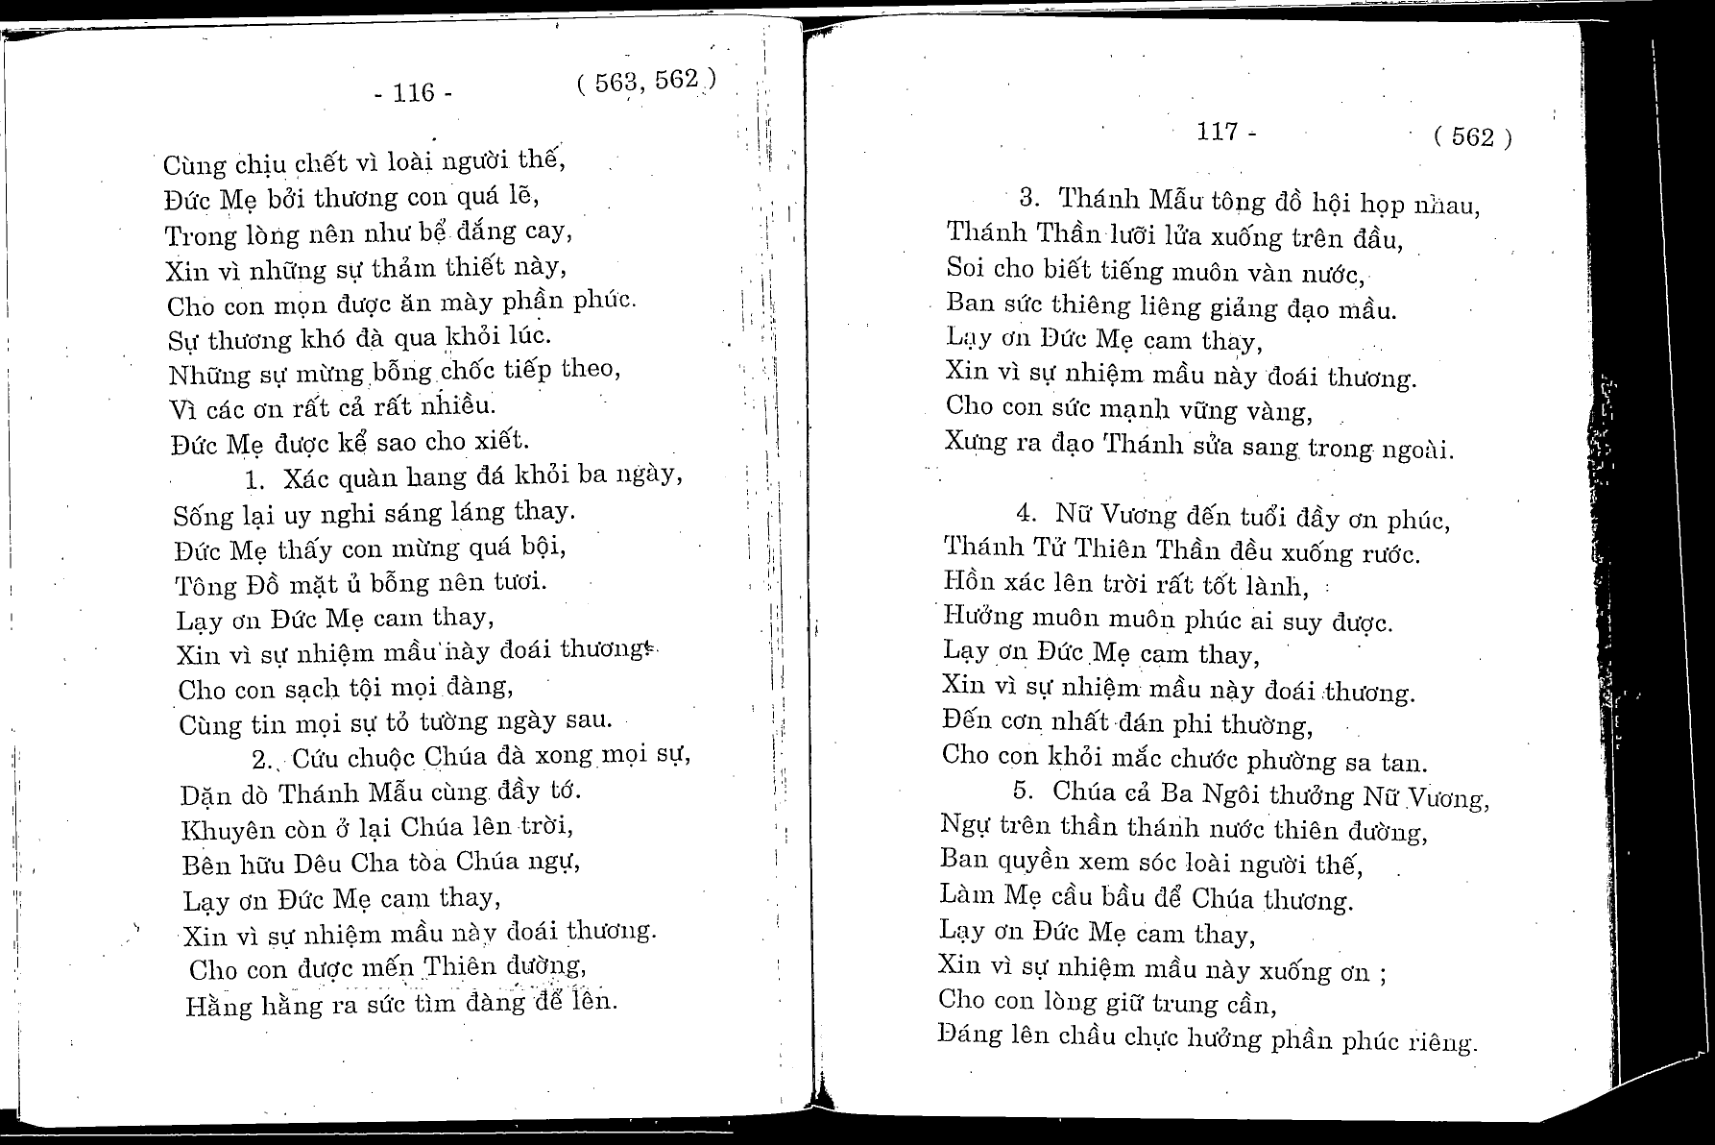 - 116 -
( 563, 562 )
Cùng chịu chết vì loài người thế,
Đức Mẹ bởi thương con quá lẽ,
Trong lòng nên như bể đắng cay,
Xin vì những sự thảm thiết này,
Cho con mọn được ăn mày phần phúc.
Sự thương khó đà qua khỏi lúc.
Những sự mừng bỗng chốc tiếp theo,
Vì các ơn rất cả rất nhiều.
Đức Mẹ được kể sao cho xiết.
1. Xác quàn hang đá khỏi ba ngày,
Sống lại uy nghi sáng láng thay.
Đức Mẹ thấy con mừng quá bội,
Tông Đồ mặt ủ bỗng nên tươi.
Lạy ơn Đức Mẹ cam thay,
Xin vì sự nhiệm mầu này đoái thương.
Cho con sạch tội mọi đàng,
Cùng tin mọi sự tỏ tường ngày sau.
2. Cứu chuộc Chúa đà xong mọi sự,
Dặn dò Thánh Mẫu cùng đầy tớ.
Khuyên còn ở lại Chúa lên trời,
Bên hữu Dêu Cha tòa Chúa ngự,
Lạy ơn Đức Mẹ cam thay,
Xin vì sự nhiệm mầu này đoái thương.
Cho con được mến Thiên đường,
Hằng hằng ra sức tìm đàng để lên.
117 -
( 562 )
3. Thánh Mẫu tông đồ hội họp nhau,
Thánh Thần lưỡi lửa xuống trên đầu,
Soi cho biết tiếng muôn vàn nước,
Ban sức thiêng liêng giảng đạo mầu.
Lạy ơn Đức Mẹ cam thay,
Xin vì sự nhiệm mầu này đoái thương.
Cho con sức mạnh vững vàng,
Xưng ra đạo Thánh sửa sang trong ngoài.
4. Nữ Vương đến tuổi đầy ơn phúc,
Thánh Tử Thiên Thần đều xuống rước.
Hồn xác lên trời rất tốt lành,
Hưởng muôn muôn phúc ai suy được.
Lạy ơn Đức Mẹ cam thay,
Xin vì sự nhiệm mầu này đoái thương.
Đến cơn nhất đán phi thường,
Cho con khỏi mắc chước phường sa tan.
5. Chúa cả Ba Ngôi thưởng Nữ Vương,
Ngự trên thần thánh nước thiên đường,
Ban quyền xem sóc loài người thế,
Làm Mẹ cầu bầu để Chúa thương.
Lạy ơn Đức Mẹ cam thay,
Xin vì sự nhiệm mầu này xuống ơn ;
Cho con lòng giữ trung cần,
Đáng lên chầu chực hưởng phần phúc riêng.